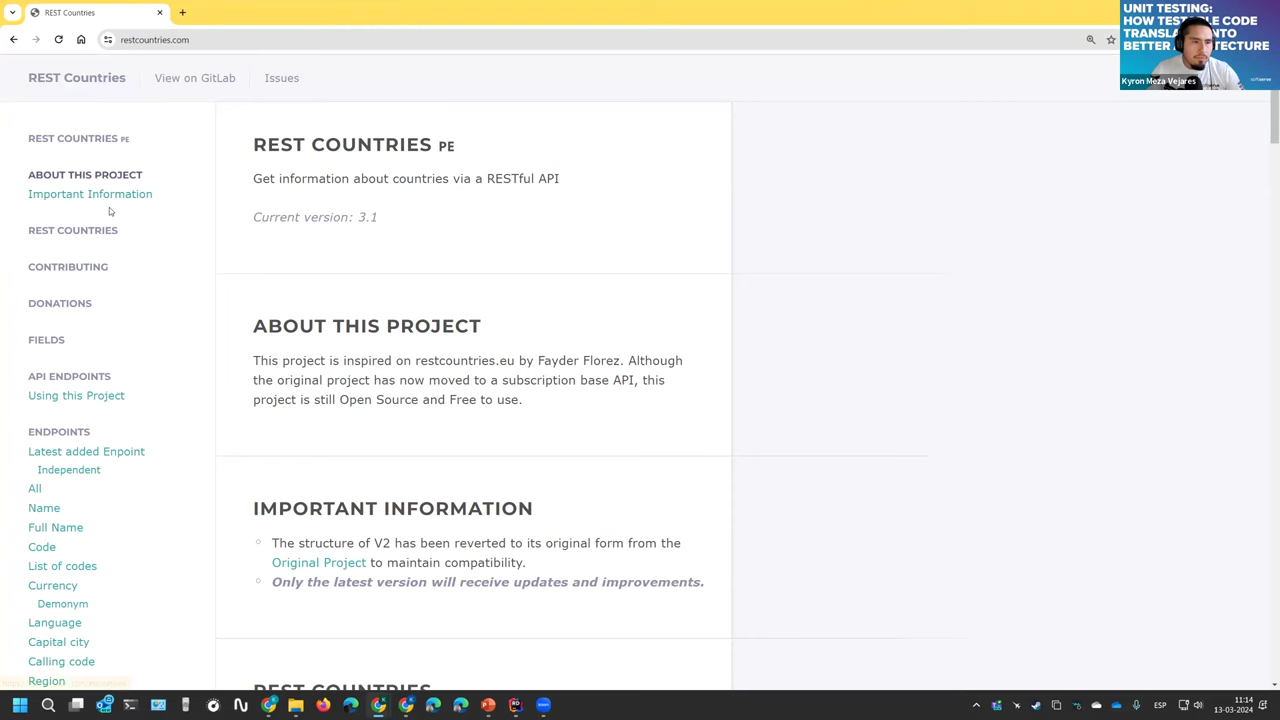 REST Countries
restcountries.com
UNIT TESTING:
HOW TESTABLE CODE
Kyron Meza Vejares
softserve
REST Countries
View on GitLab
Issues
REST COUNTRIES PE
ABOUT THIS PROJECT
Important Information
REST COUNTRIES
CONTRIBUTING
DONATIONS
FIELDS
API ENDPOINTS
Using this Project
ENDPOINTS
Latest added Enpoint
Independent
All
Name
Full Name
Code
List of codes
Currency
Demonym
Language
Capital city
Calling code
Region
REST COUNTRIES PE
Get information about countries via a RESTful API
Current version: 3.1
ABOUT THIS PROJECT
This project is inspired on restcountries.eu by Fayder Florez. Although
the original project has now moved to a subscription base API, this
project is still Open Source and Free to use.
IMPORTANT INFORMATION
The structure of V2 has been reverted to its original form from the
Original Project to maintain compatibility.
Only the latest version will receive updates and improvements.
REST COUNTRIES
ESP
11:14
13-03-2024